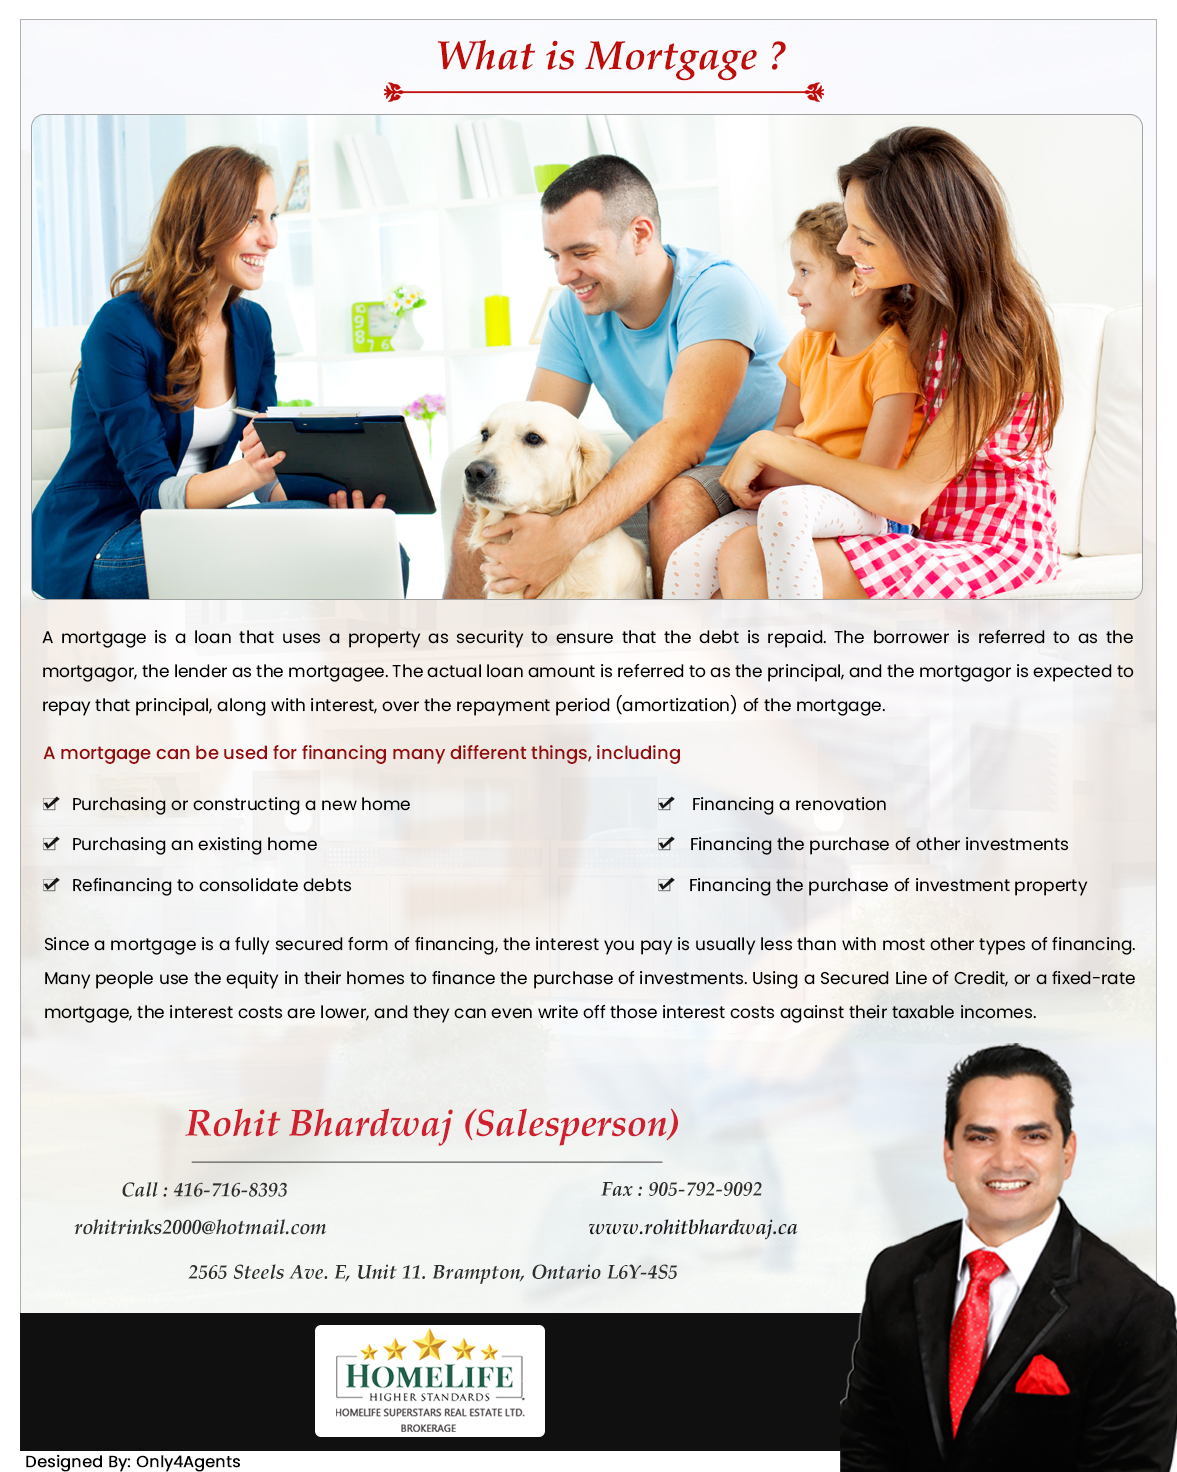 What is Mortgage ?
A mortgage is a loan that uses a property as security to ensure that the debt is repaid. The borrower is referred to as the
mortgagor, the lender as the mortgagee. The actual loan amount is referred to as the principal, and the mortgagor is expected to
repay that principal, along with interest, over the repayment period (amortization) of the mortgage.
A mortgage can be used for financing many different things, including
Purchasing or constructing a new home
Financing a renovation
Purchasing an existing home
Financing the purchase of other investments
Refinancing to consolidate debts
Financing the purchase of investment property
Since a mortgage is a fully secured form of financing, the interest you pay is usually less than with most other types of financing.
Many people use the equity in their homes to finance the purchase of investments. Using a Secured Line of Credit, or a fixed-rate
mortgage, the interest costs are lower, and they can even write off those interest costs against their taxable incomes.
Rohit Bhardwaj (Salesperson)
Call : 416-716-8393
Fax : 905-792-9092
rohitrinks2000@hotmail.com
www.rohitbhardwaj.ca
2565 Steels Ave. E, Unit 11. Brampton, Ontario L6Y-4S5
HOMELIFE
HIGHER STANDARDS
HOMELIFE SUPERSTARS REAL ESTATE LTD.
BROKERAGE
Designed By: Only4Agents